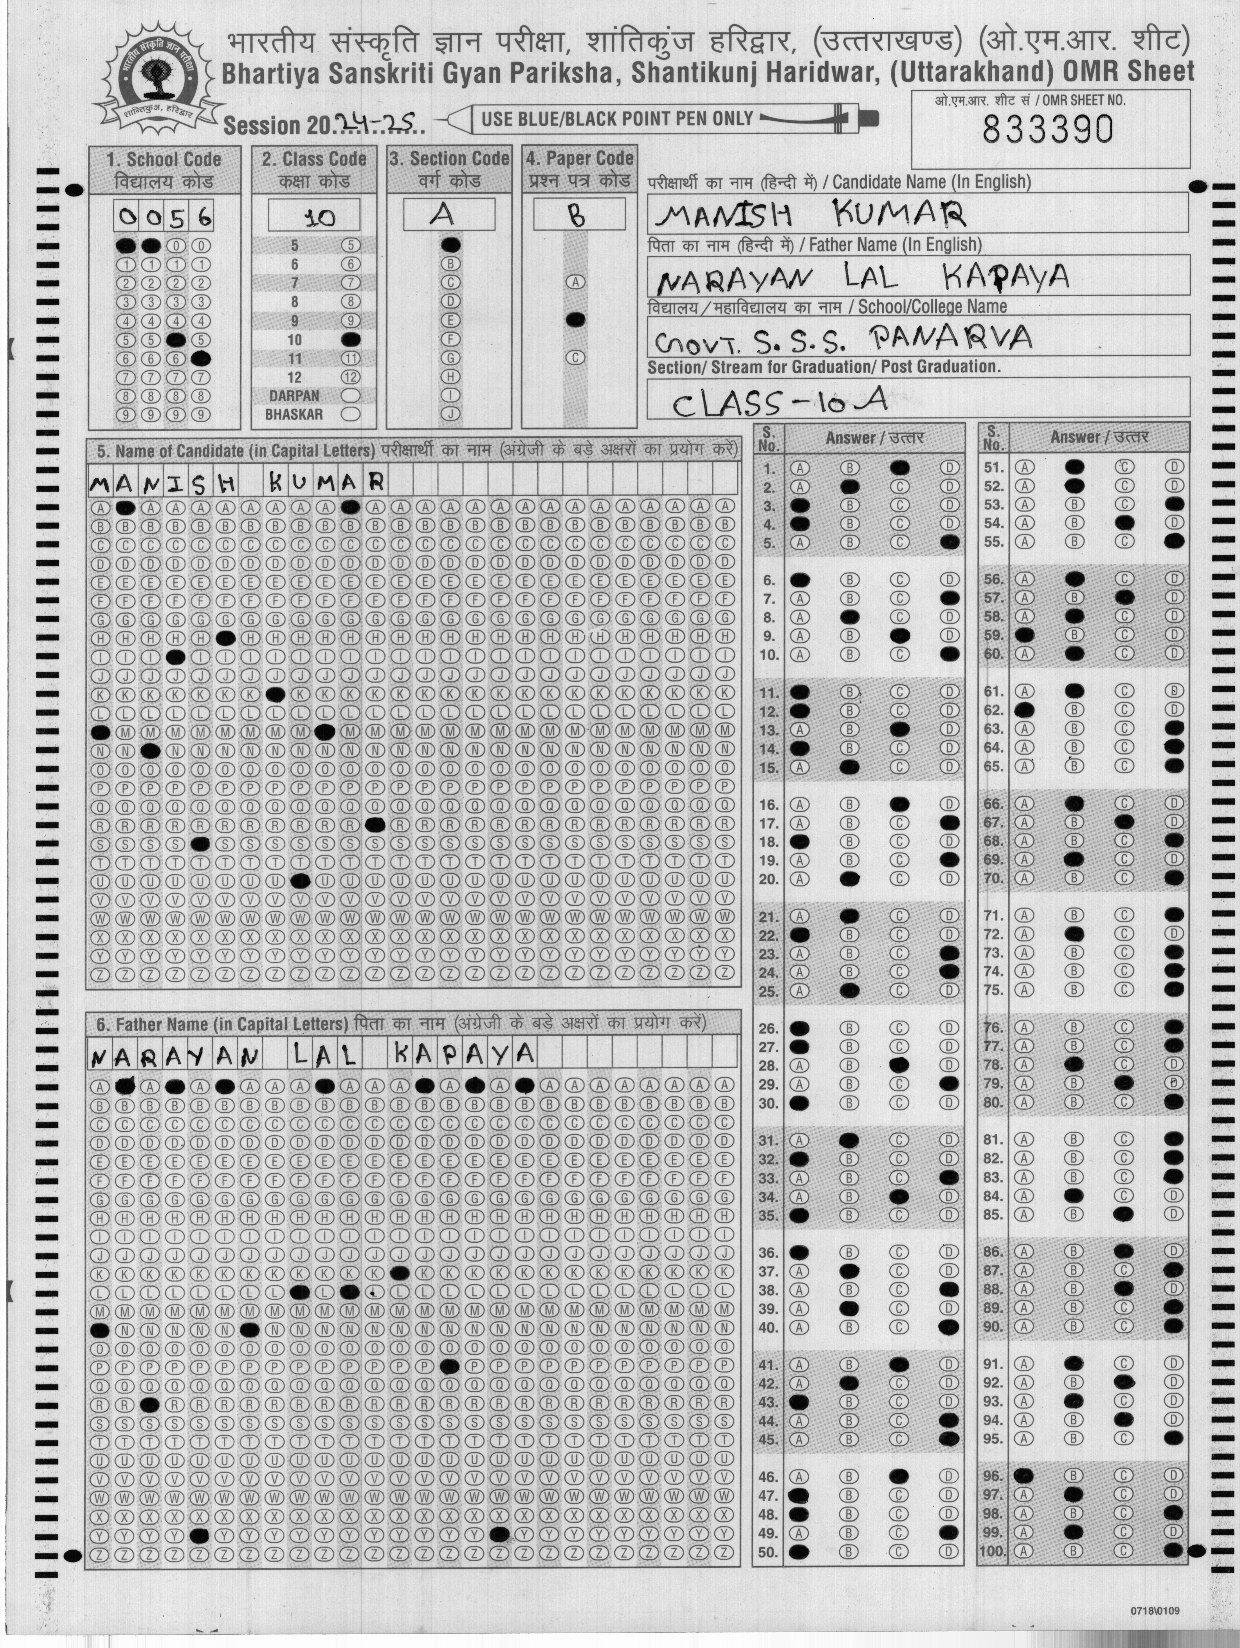 भारतीय संस्कृति ज्ञान परीक्षा, शांतिकुंज हरिद्वार, (उत्तराखण्ड) (ओ.एम.आर. शीट)
Bhartiya Sanskriti Gyan Pariksha, Shantikunj Haridwar, (Uttarakhand) OMR Sheet
Session 2024-25
USE BLUE/BLACK POINT PEN ONLY
ओ.एम.आर. शीट सं / OMR SHEET NO.
833390
1. School Code
विद्यालय कोड
0056
2. Class Code
कक्षा कोड
10
5
6
7
8
9
10
11
12
DARPAN
BHASKAR
3. Section Code
वर्ग कोड
A
4. Paper Code
प्रश्न पत्र कोड
B
परीक्षार्थी का नाम (हिन्दी में) / Candidate Name (In English)
MANISH KUMAR
पिता का नाम (हिन्दी में) / Father Name (In English)
NARAYAN LAL KAPAYA
विद्यालय/महाविद्यालय का नाम / School/College Name
GOVT. S.S.S. PANARVA
Section/ Stream for Graduation/ Post Graduation.
CLASS-10 A
5. Name of Candidate (in Capital Letters) परीक्षार्थी का नाम (अंग्रेजी के बड़े अक्षरों का प्रयोग करें)
MANISH KUMAR
6. Father Name (in Capital Letters) पिता का नाम (अंग्रेजी के बड़े अक्षरों का प्रयोग करें)
NARAYAN LAL KAPAYA
S. No. Answer / उत्तर
S. No. Answer / उत्तर
0718\0109